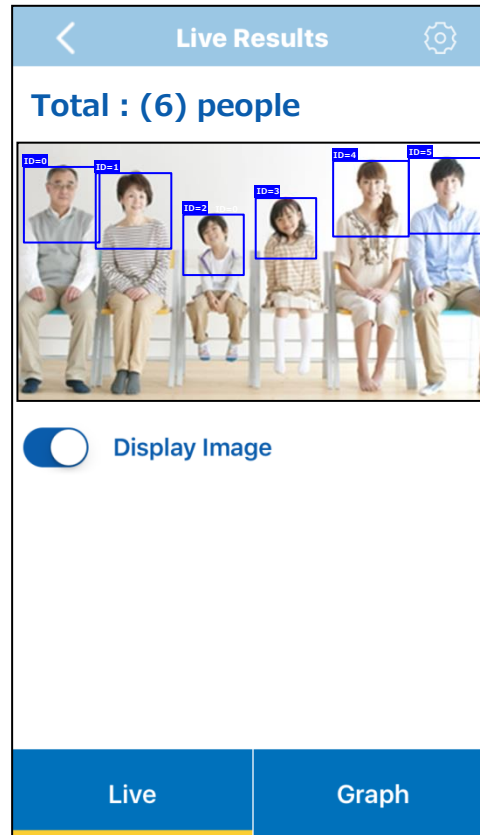 Live Results
Total : (6) people
ID=0
ID=1
ID=2
ID=3
ID=4
ID=5
Display Image
Live
Graph